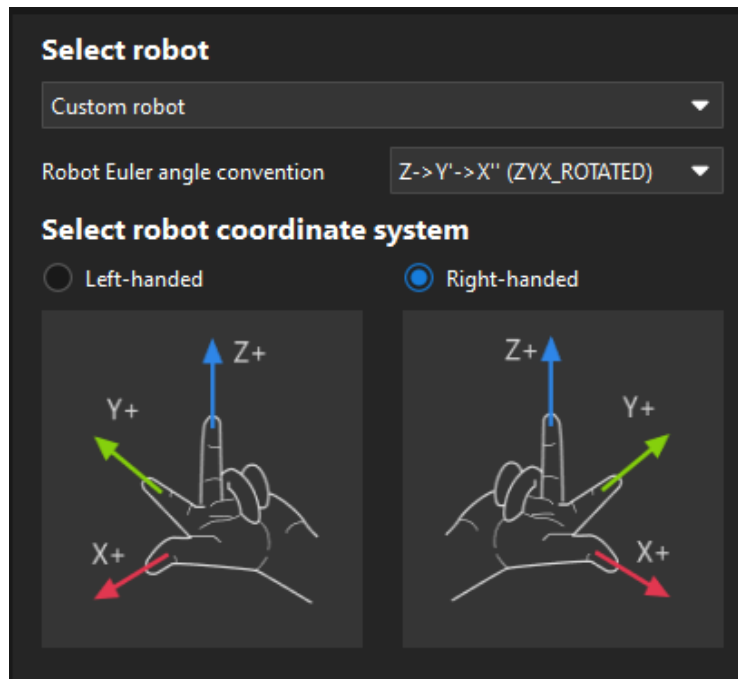 Select robot
Custom robot
Robot Euler angle convention Z->Y'->X'' (ZYX_ROTATED)
Select robot coordinate system
Left-handed Right-handed
Z+ Z+
Y+ Y+
X+ X+